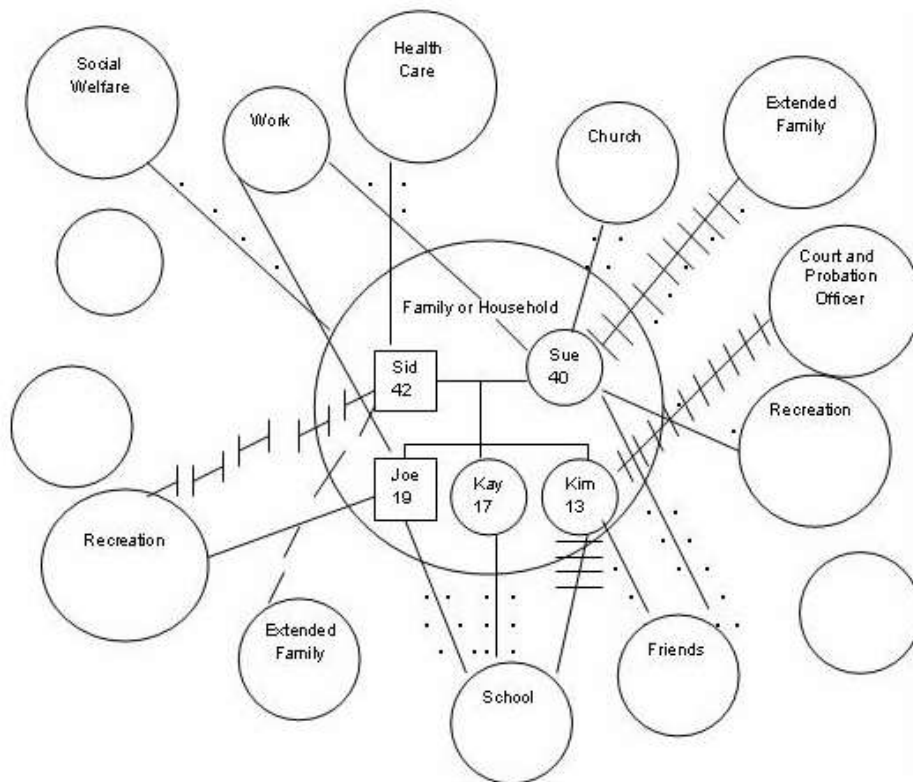 Health
Care
Social
Welfare
Work
Extended
Family
Church
Court and
Probation
Officer
Family or Household
Sid
42
Sue
40
Recreation
Joe
19
Kay
17
Kim
13
Recreation
Extended
Family
Friends
School